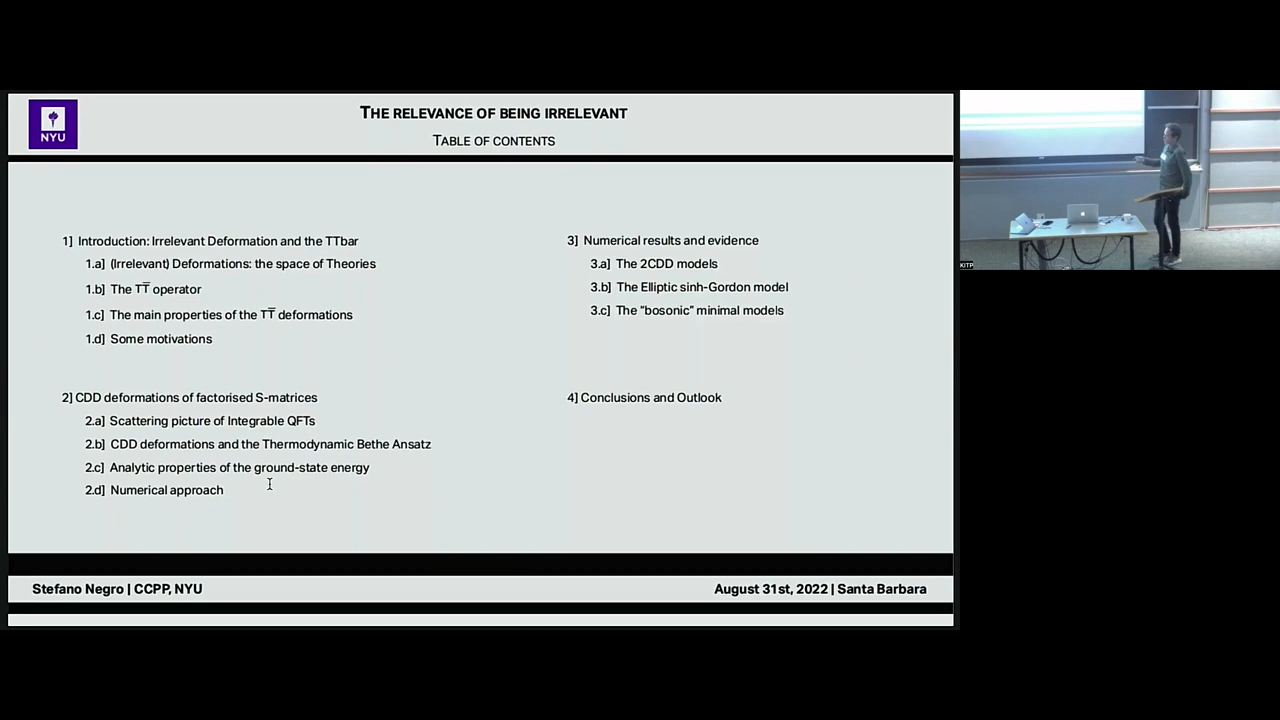 NYU
THE RELEVANCE OF BEING IRRELEVANT
TABLE OF CONTENTS
1] Introduction: Irrelevant Deformation and the TTbar
1.a] (Irrelevant) Deformations: the space of Theories
1.b] The TT̅ operator
1.c] The main properties of the TT̅ deformations
1.d] Some motivations
2] CDD deformations of factorised S-matrices
2.a] Scattering picture of Integrable QFTs
2.b] CDD deformations and the Thermodynamic Bethe Ansatz
2.c] Analytic properties of the ground-state energy
2.d] Numerical approach
3] Numerical results and evidence
3.a] The 2CDD models
3.b] The Elliptic sinh-Gordon model
3.c] The “bosonic” minimal models
4] Conclusions and Outlook
Stefano Negro | CCPP, NYU
August 31st, 2022 | Santa Barbara
KITP